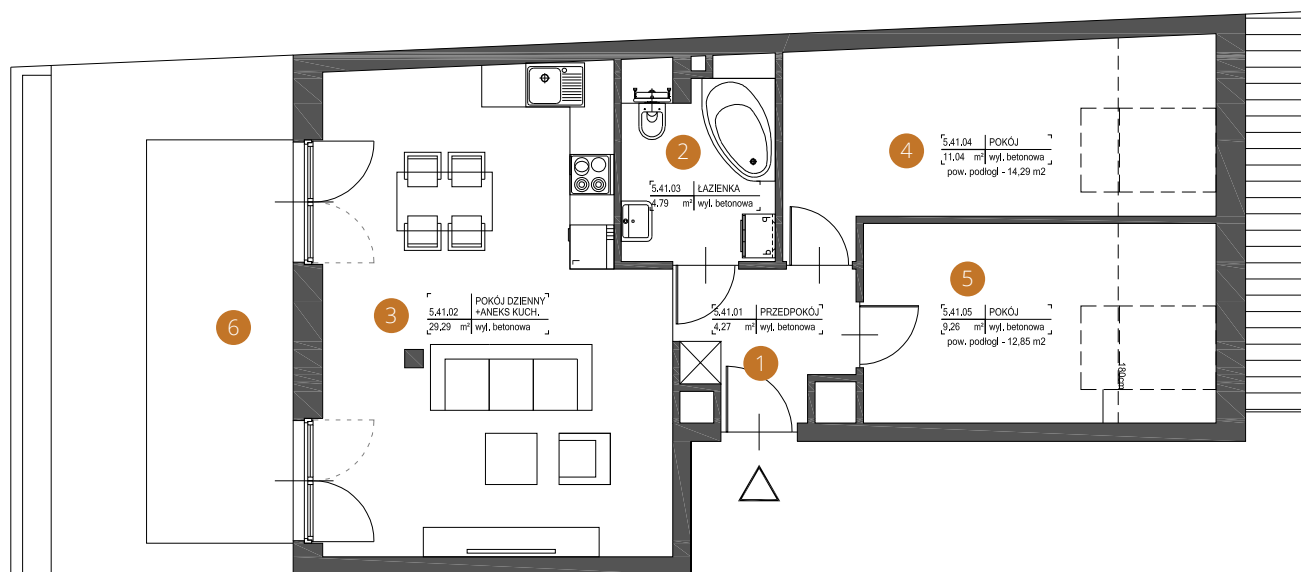 2
4
5.41.04 POKÓJ
11,04 m² wyl. betonowa
pow. podłogi - 14,29 m2
5.41.03 ŁAZIENKA
4,79 m² wyl. betonowa
5
5.41.05 POKÓJ
9,26 m² wyl. betonowa
pow. podłogi - 12,85 m2
180cm
3
POKÓJ DZIENNY
5.41.02 +ANEKS KUCH.
29,29 m² wyl. betonowa
5.41.01 PRZEDPOKÓJ
4,27 m² wyl. betonowa
6
1